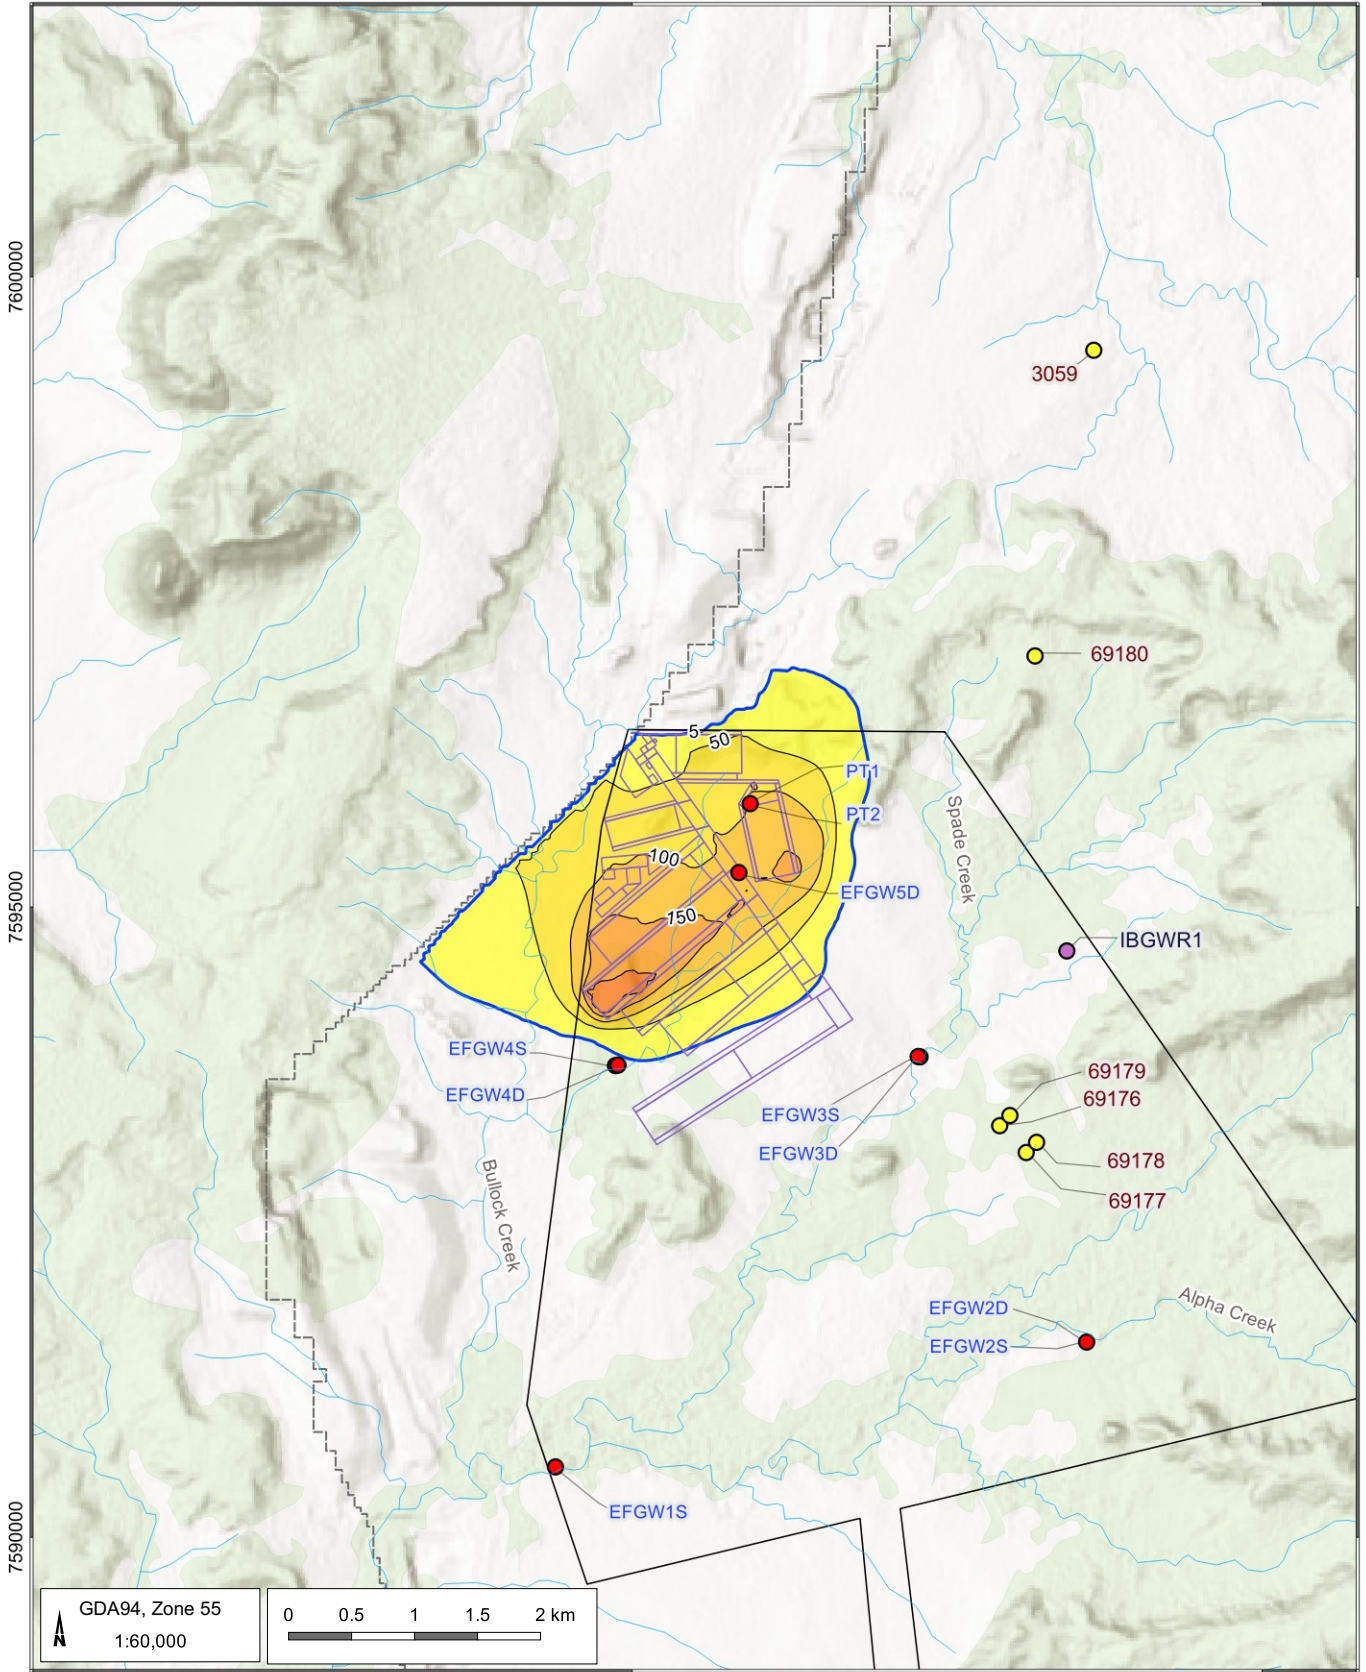 7600000
3059
69180
5
50
PT1
PT2
Spade Creek
100
EFGW5D
7595000
150
IBGWR1
EFGW4S
EFGW4D
69179
69176
EFGW3S
EFGW3D
69178
69177
Bullock Creek
EFGW2D
Alpha Creek
EFGW2S
EFGW1S
7590000
GDA94, Zone 55
N
1:60,000
0 0.5 1 1.5 2 km